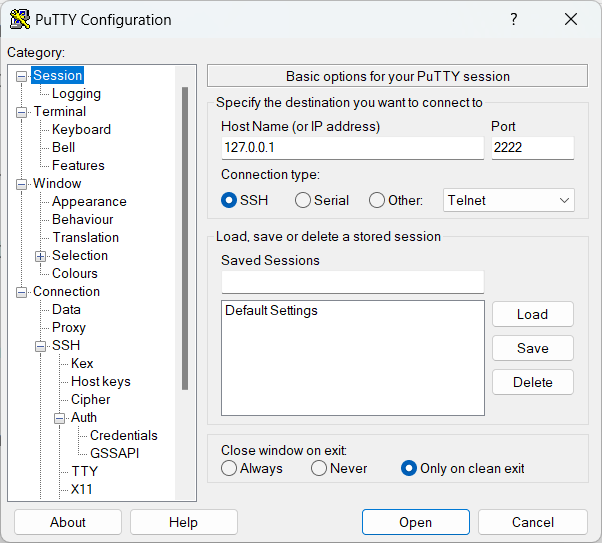 PuTTY Configuration
?
Category:
Session
Logging
Terminal
Keyboard
Bell
Features
Window
Appearance
Behaviour
Translation
Selection
Colours
Connection
Data
Proxy
SSH
Kex
Host keys
Cipher
Auth
Credentials
GSSAPI
TTY
X11
Basic options for your PuTTY session
Specify the destination you want to connect to
Host Name (or IP address) Port
127.0.0.1 2222
Connection type:
SSH Serial Other: Telnet
Load, save or delete a stored session
Saved Sessions
Default Settings
Load
Save
Delete
Close window on exit:
Always Never Only on clean exit
About Help Open Cancel